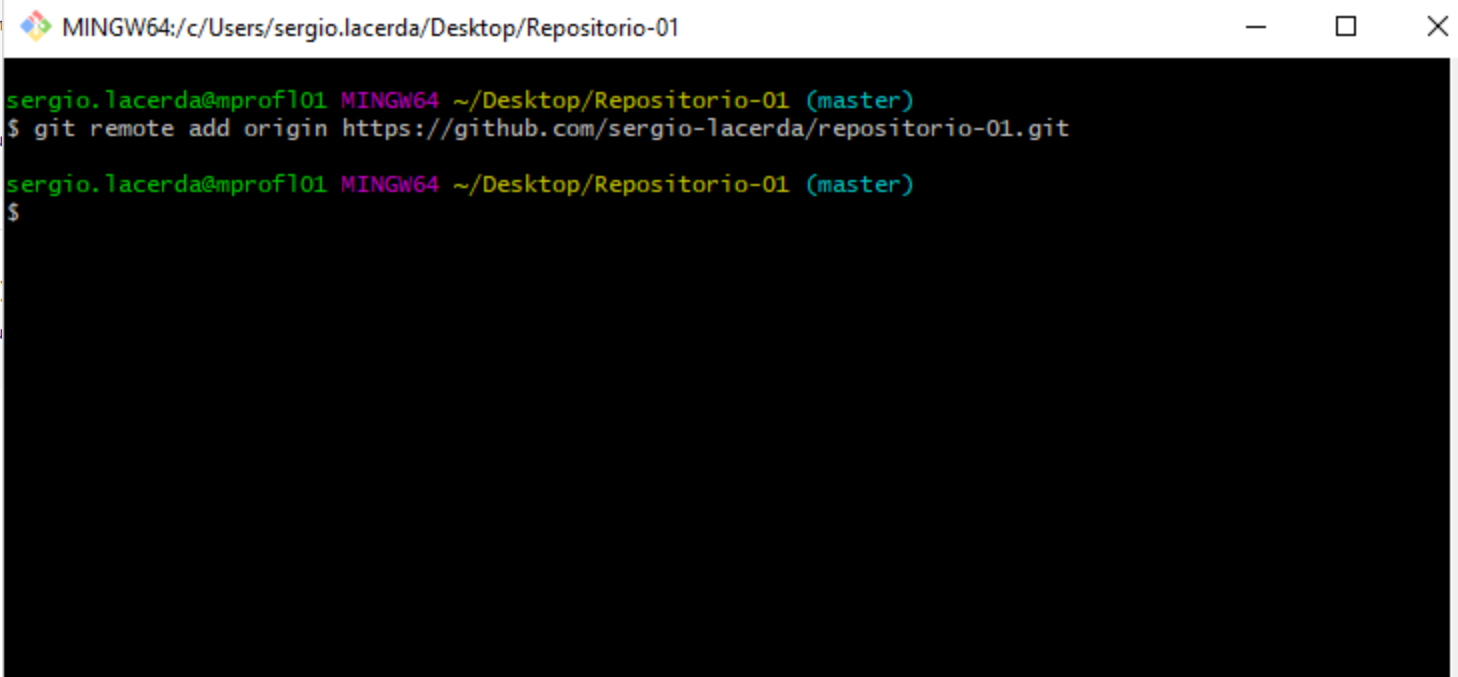 MINGW64:/c/Users/sergio.lacerda/Desktop/Repositorio-01
sergio.lacerda@mprofl01 MINGW64 ~/Desktop/Repositorio-01 (master)
$ git remote add origin https://github.com/sergio-lacerda/repositorio-01.git
sergio.lacerda@mprofl01 MINGW64 ~/Desktop/Repositorio-01 (master)
$